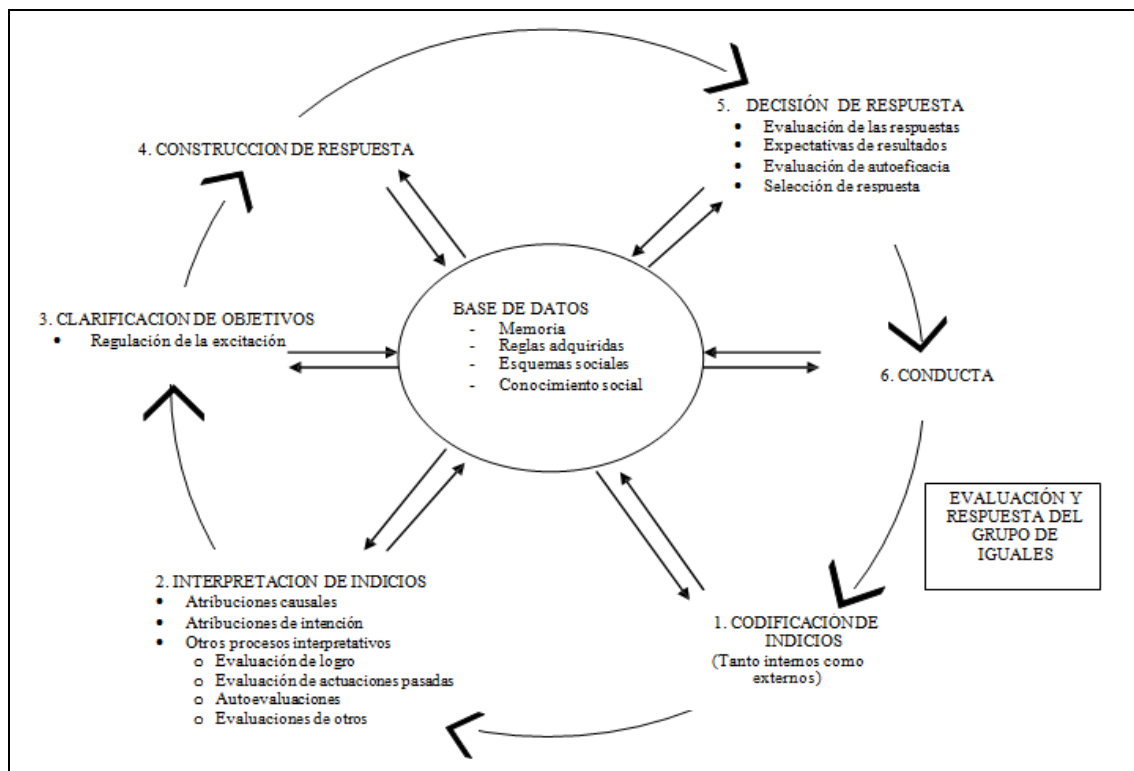 5. DECISIÓN DE RESPUESTA
• Evaluación de las respuestas
• Expectativas de resultados
• Evaluación de autoeficacia
• Selección de respuesta
4. CONSTRUCCION DE RESPUESTA
BASE DE DATOS
- Memoria
- Reglas adquiridas
- Esquemas sociales
- Conocimiento social
3. CLARIFICACION DE OBJETIVOS
• Regulación de la excitación
6. CONDUCTA
EVALUACIÓN Y
RESPUESTA DEL
GRUPO DE
IGUALES
2. INTERPRETACION DE INDICIOS
• Atribuciones causales
• Atribuciones de intención
• Otros procesos interpretativos
o Evaluación de logro
o Evaluación de actuaciones pasadas
o Autoevaluaciones
o Evaluaciones de otros
1. CODIFICACIÓN DE
INDICIOS
(Tanto internos como
externos)